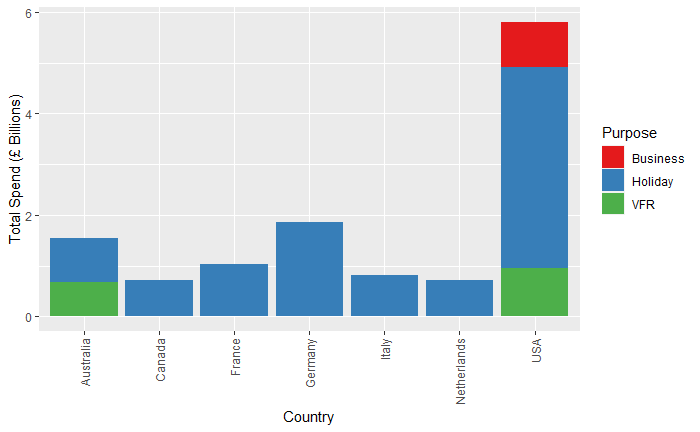 6
4
2
0
Total Spend (£ Billions)
Australia
Canada
France
Germany
Italy
Netherlands
USA
Country
Purpose
Business
Holiday
VFR